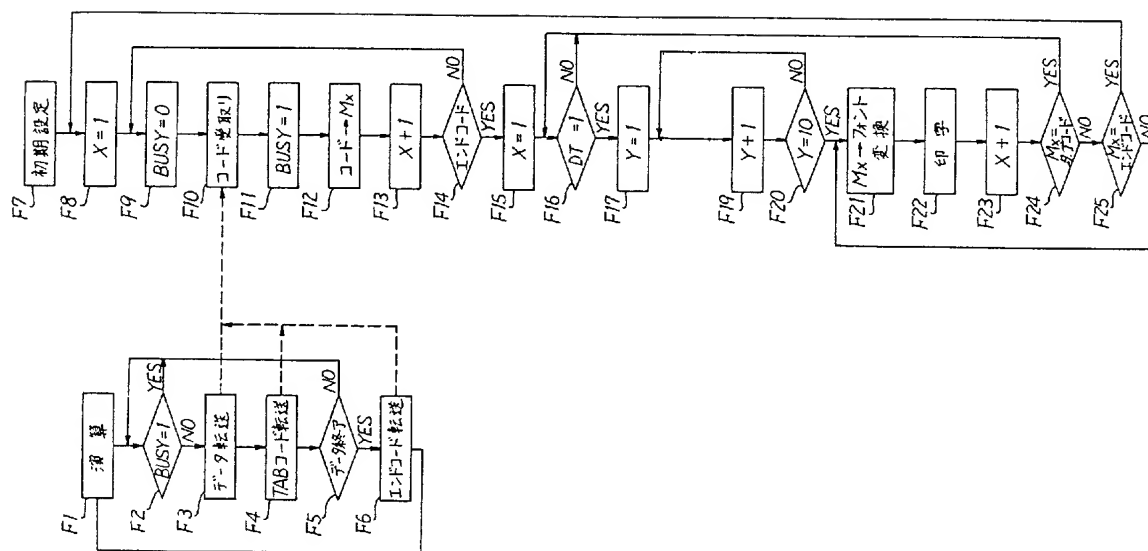 F1
演算
F2
BUSY=1
YES
NO
F3
データ転送
F4
TABコード転送
F5
データ終了
NO
YES
F6
エンドコード転送
F7
初期設定
F8
X=1
F9
BUSY=0
F10
コード受取り
F11
BUSY=1
F12
コード→Mx
F13
X+1
F14
エンドコード
NO
YES
F15
X=1
F16
DT=1
NO
YES
F17
Y=1
F19
Y+1
F20
Y=10
NO
YES
F21
Mx→フォント
変換
F22
印字
F23
X+1
F24
Mx=
タブコード
YES
NO
F25
Mx=
エンドコード
YES
NO